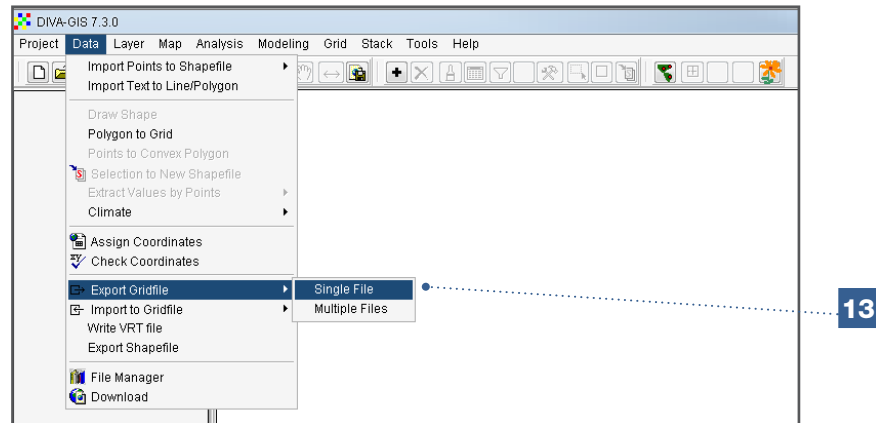 DIVA-GIS 7.3.0
Project Data Layer Map Analysis Modeling Grid Stack Tools Help
Import Points to Shapefile
Import Text to Line/Polygon
Draw Shape
Polygon to Grid
Points to Convex Polygon
Selection to New Shapefile
Extract Values by Points
Climate
Assign Coordinates
Check Coordinates
Export Gridfile
Single File
Import to Gridfile
Multiple Files
Write VRT file
Export Shapefile
File Manager
Download
13